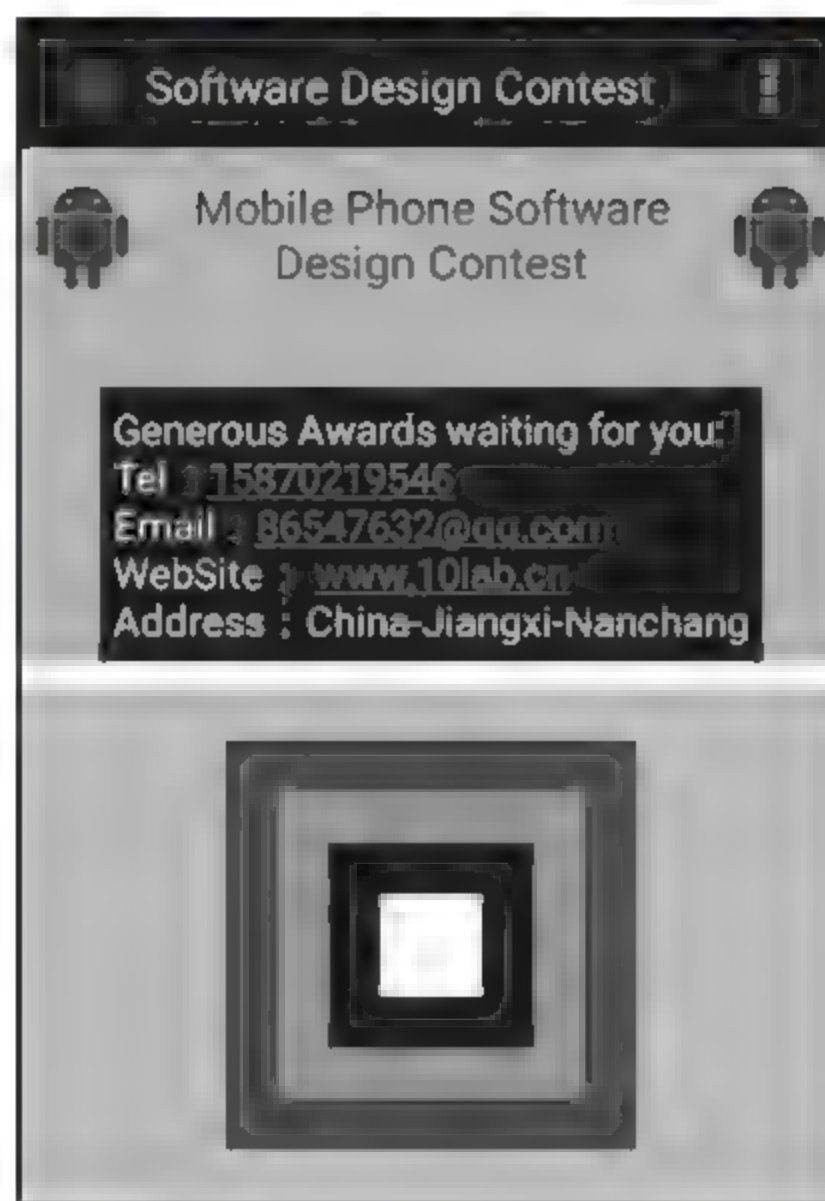 Software Design Contest
Mobile Phone Software
Design Contest
Generous Awards waiting for you:
Tel : 15870219546
Email : 86547632@qq.com
WebSite : www.10lab.cn
Address : China-Jiangxi-Nanchang